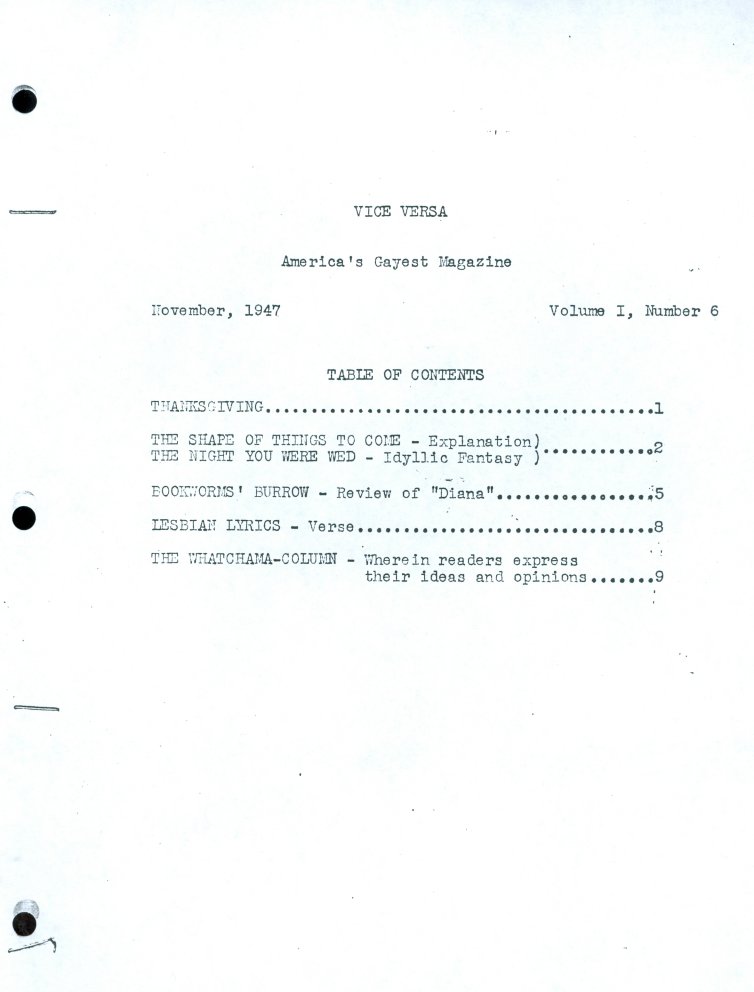 VICE VERSA
America's Gayest Magazine
November, 1947 Volume I, Number 6
TABLE OF CONTENTS
THANKSGIVING..........................................1
THE SHAPE OF THINGS TO COME - Explanation)
THE NIGHT YOU WERE WED - Idyllic Fantasy )............2
BOOKWORMS' BURROW - Review of "Diana".................5
LESBIAN LYRICS - Verse................................8
THE WHATCHAMA-COLUMN - Wherein readers express
their ideas and opinions.......9